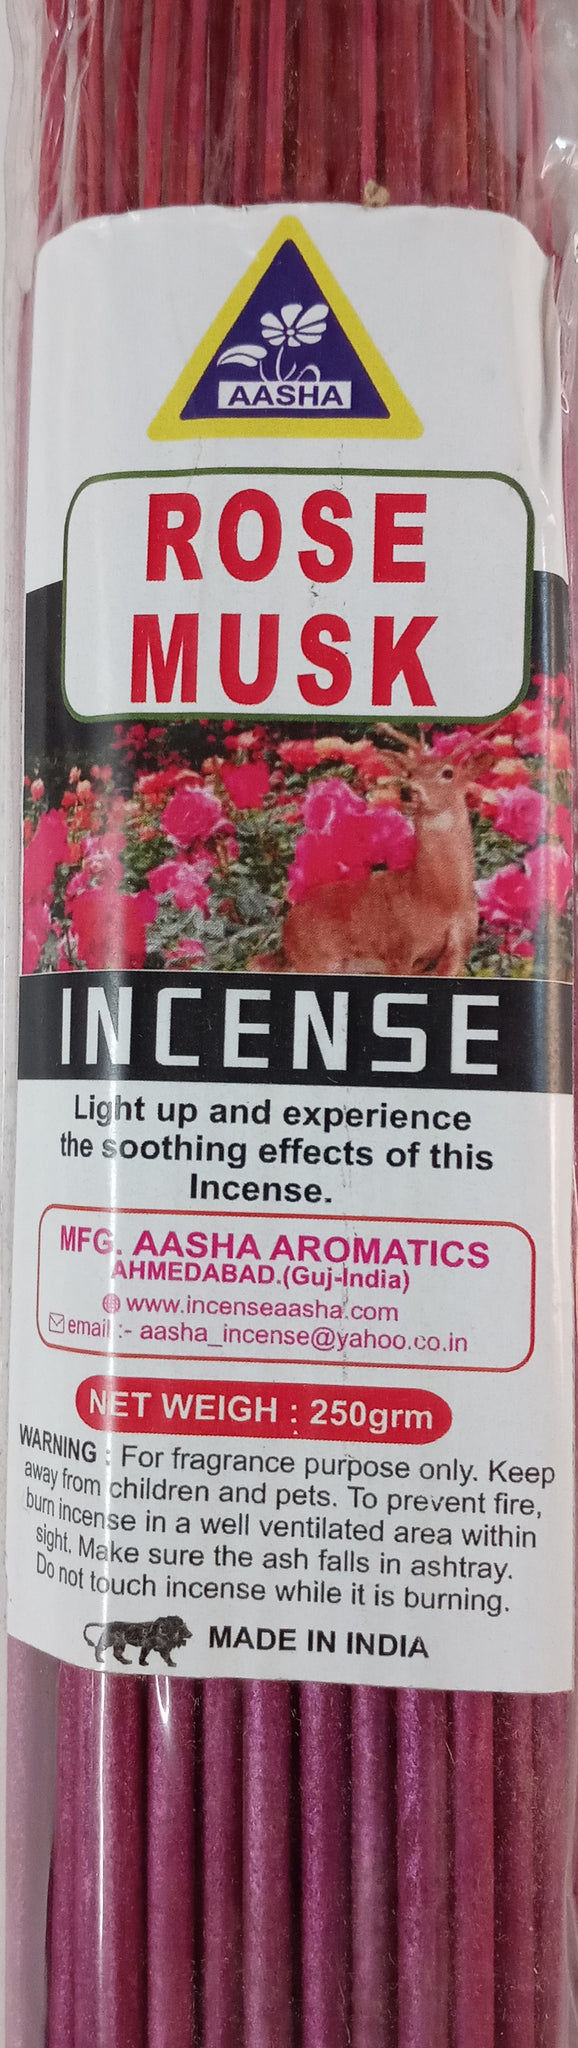 AASHA
ROSE
MUSK
INCENSE
Light up and experience
the soothing effects of this
Incense.
MFG. AASHA AROMATICS
AHMEDABAD.(Guj-India)
www.incenseaasha.com
email :- aasha_incense@yahoo.co.in
NET WEIGH : 250grm
WARNING : For fragrance purpose only. Keep
away from children and pets. To prevent fire,
burn incense in a well ventilated area within
sight. Make sure the ash falls in ashtray.
Do not touch incense while it is burning.
MADE IN INDIA